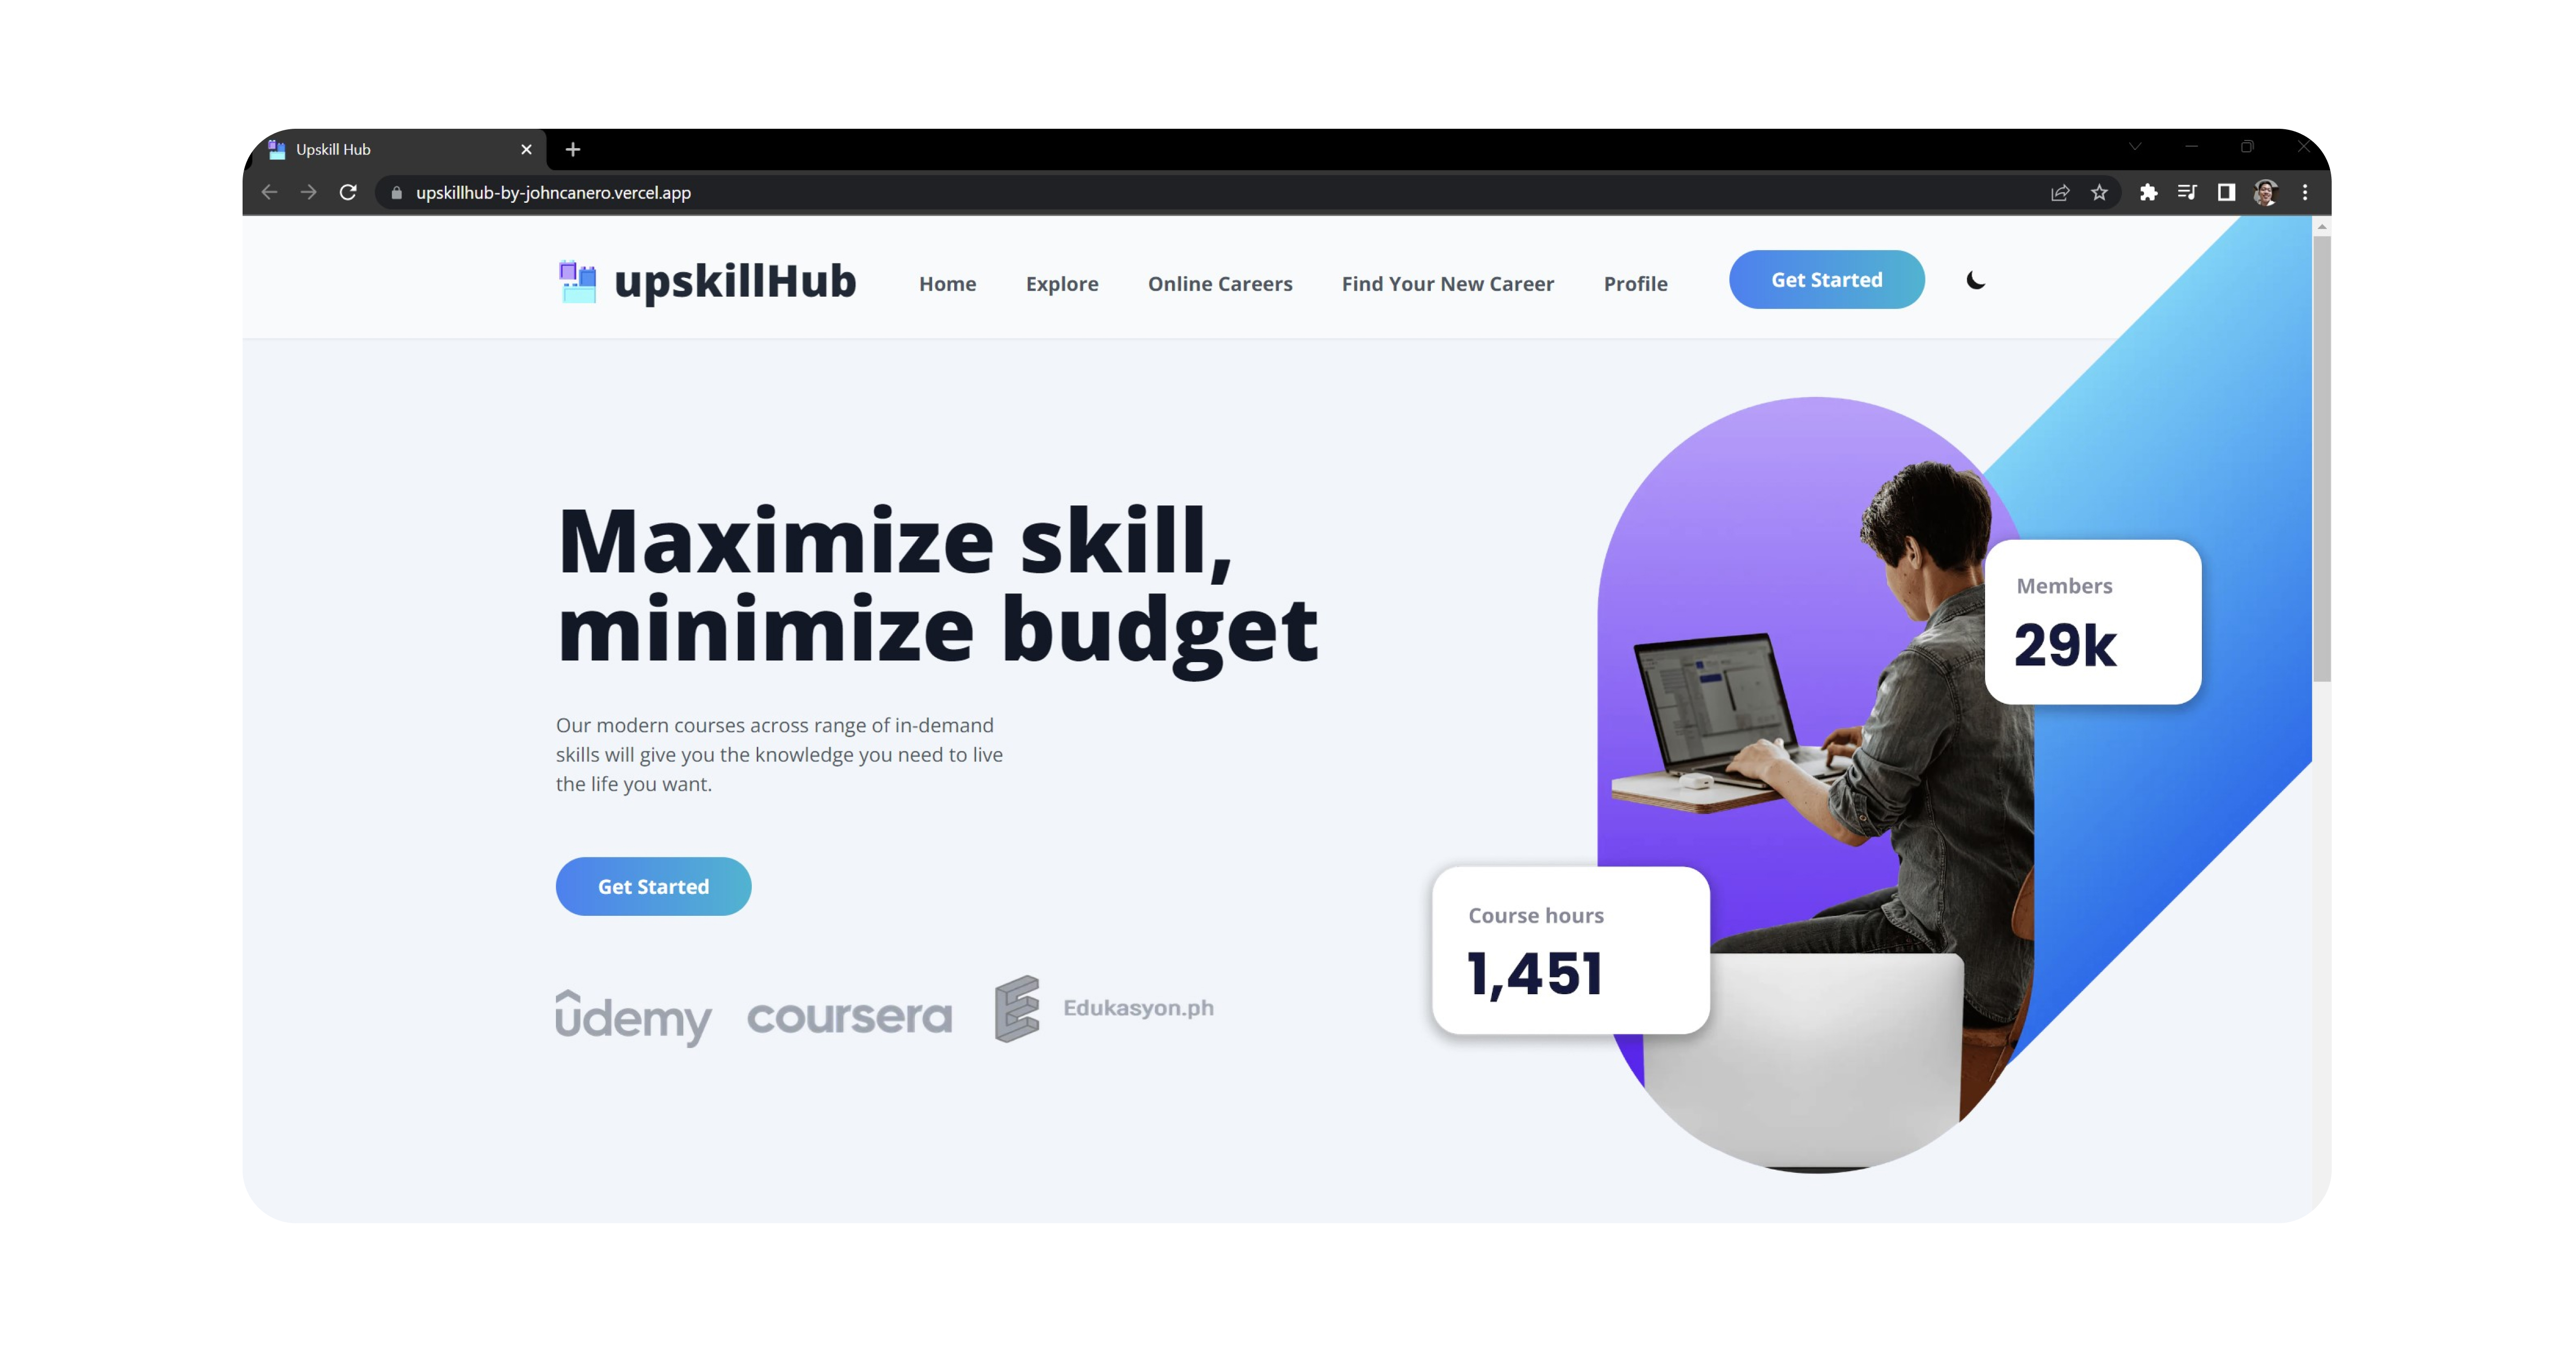 Upskill Hub
upskillhub-by-johncanero.vercel.app
upskillHub
Home
Explore
Online Careers
Find Your New Career
Profile
Get Started
Maximize skill,
minimize budget
Our modern courses across range of in-demand
skills will give you the knowledge you need to live
the life you want.
Get Started
ûdemy
coursera
Edukasyon.ph
Members
29k
Course hours
1,451